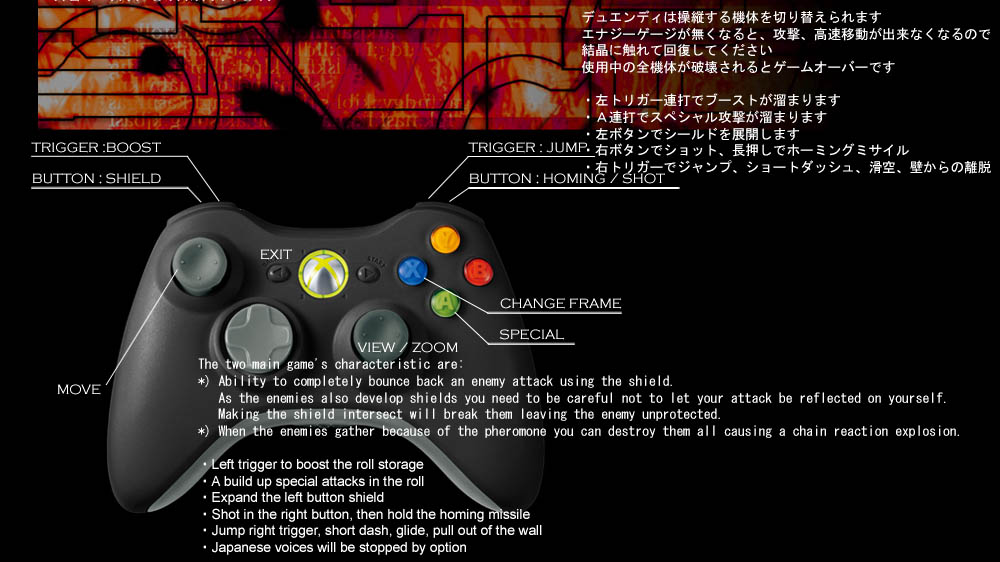 デュエンディは操縦する機体を切り替えられます
エナジーゲージが無くなると、攻撃、高速移動が出来なくなるので
結晶に触れて回復してください
使用中の全機体が破壊されるとゲームオーバーです
・左トリガー連打でブーストが溜まります
・Ａ連打でスペシャル攻撃が溜まります
・左ボタンでシールドを展開します
・右ボタンでショット、長押しでホーミングミサイル
・右トリガーでジャンプ、ショートダッシュ、滑空、壁からの離脱
TRIGGER :BOOST
TRIGGER : JUMP
BUTTON : SHIELD
BUTTON : HOMING / SHOT
EXIT
START
Y
X
B
A
CHANGE FRAME
SPECIAL
VIEW / ZOOM
MOVE
The two main game's characteristic are:
*) Ability to completely bounce back an enemy attack using the shield.
As the enemies also develop shields you need to be careful not to let your attack be reflected on yourself.
Making the shield intersect will break them leaving the enemy unprotected.
*) When the enemies gather because of the pheromone you can destroy them all causing a chain reaction explosion.
・Left trigger to boost the roll storage
・A build up special attacks in the roll
・Expand the left button shield
・Shot in the right button, then hold the homing missile
・Jump right trigger, short dash, glide, pull out of the wall
・Japanese voices will be stopped by option